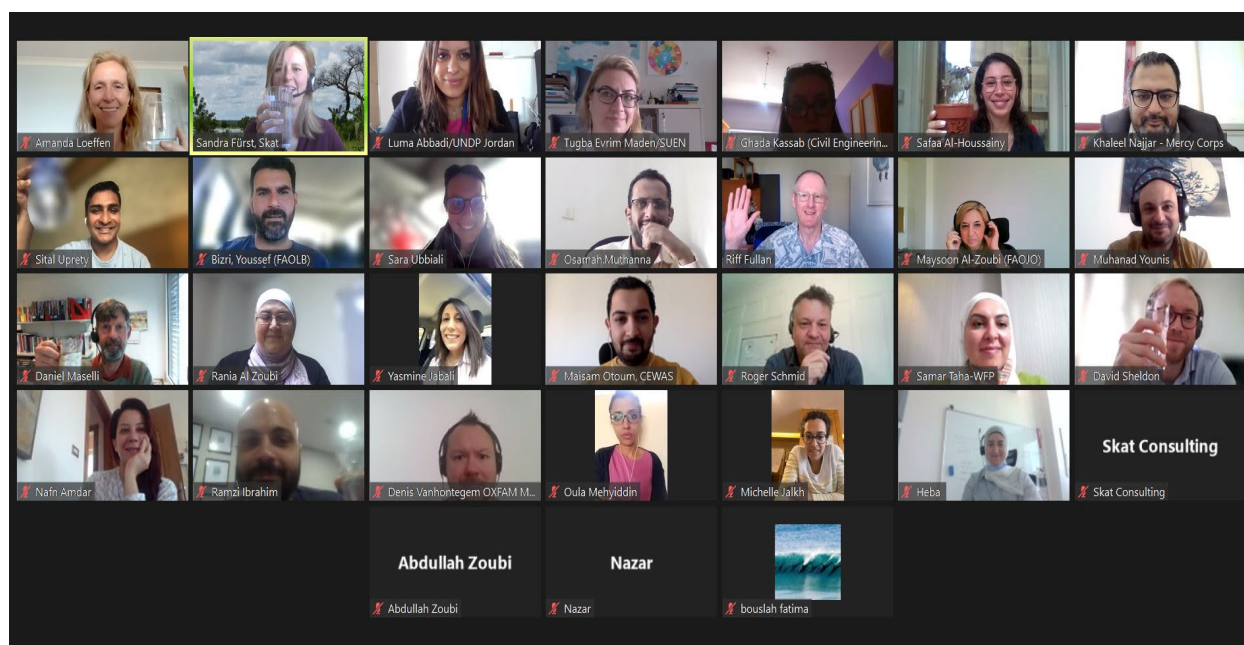 Amanda Loeffen
Sandra Fürst, Skat
Luma Abbadi/UNDP Jordan
Tugba Evrim Maden/SUEN
Ghada Kassab (Civil Engineerin...
Safaa Al-Houssainy
Khaleel Najjar - Mercy Corps
Sital Uprety
Bizri, Youssef (FAOLB)
Sara Ubbiali
Osamah.Muthanna
Riff Fullan
Maysoon Al-Zoubi (FAOJO)
Muhanad Younis
Daniel Maselli
Rania Al Zoubi
Yasmine Jabali
Maisam Otoum, CEWAS
Roger Schmid
Samar Taha-WFP
David Sheldon
Nafn Amdar
Ramzi Ibrahim
Denis Vanhontegem OXFAM M...
Oula Mehyiddin
Michelle Jalkh
Heba
Skat Consulting
Skat Consulting
Abdullah Zoubi
Abdullah Zoubi
Nazar
Nazar
bouslah fatima